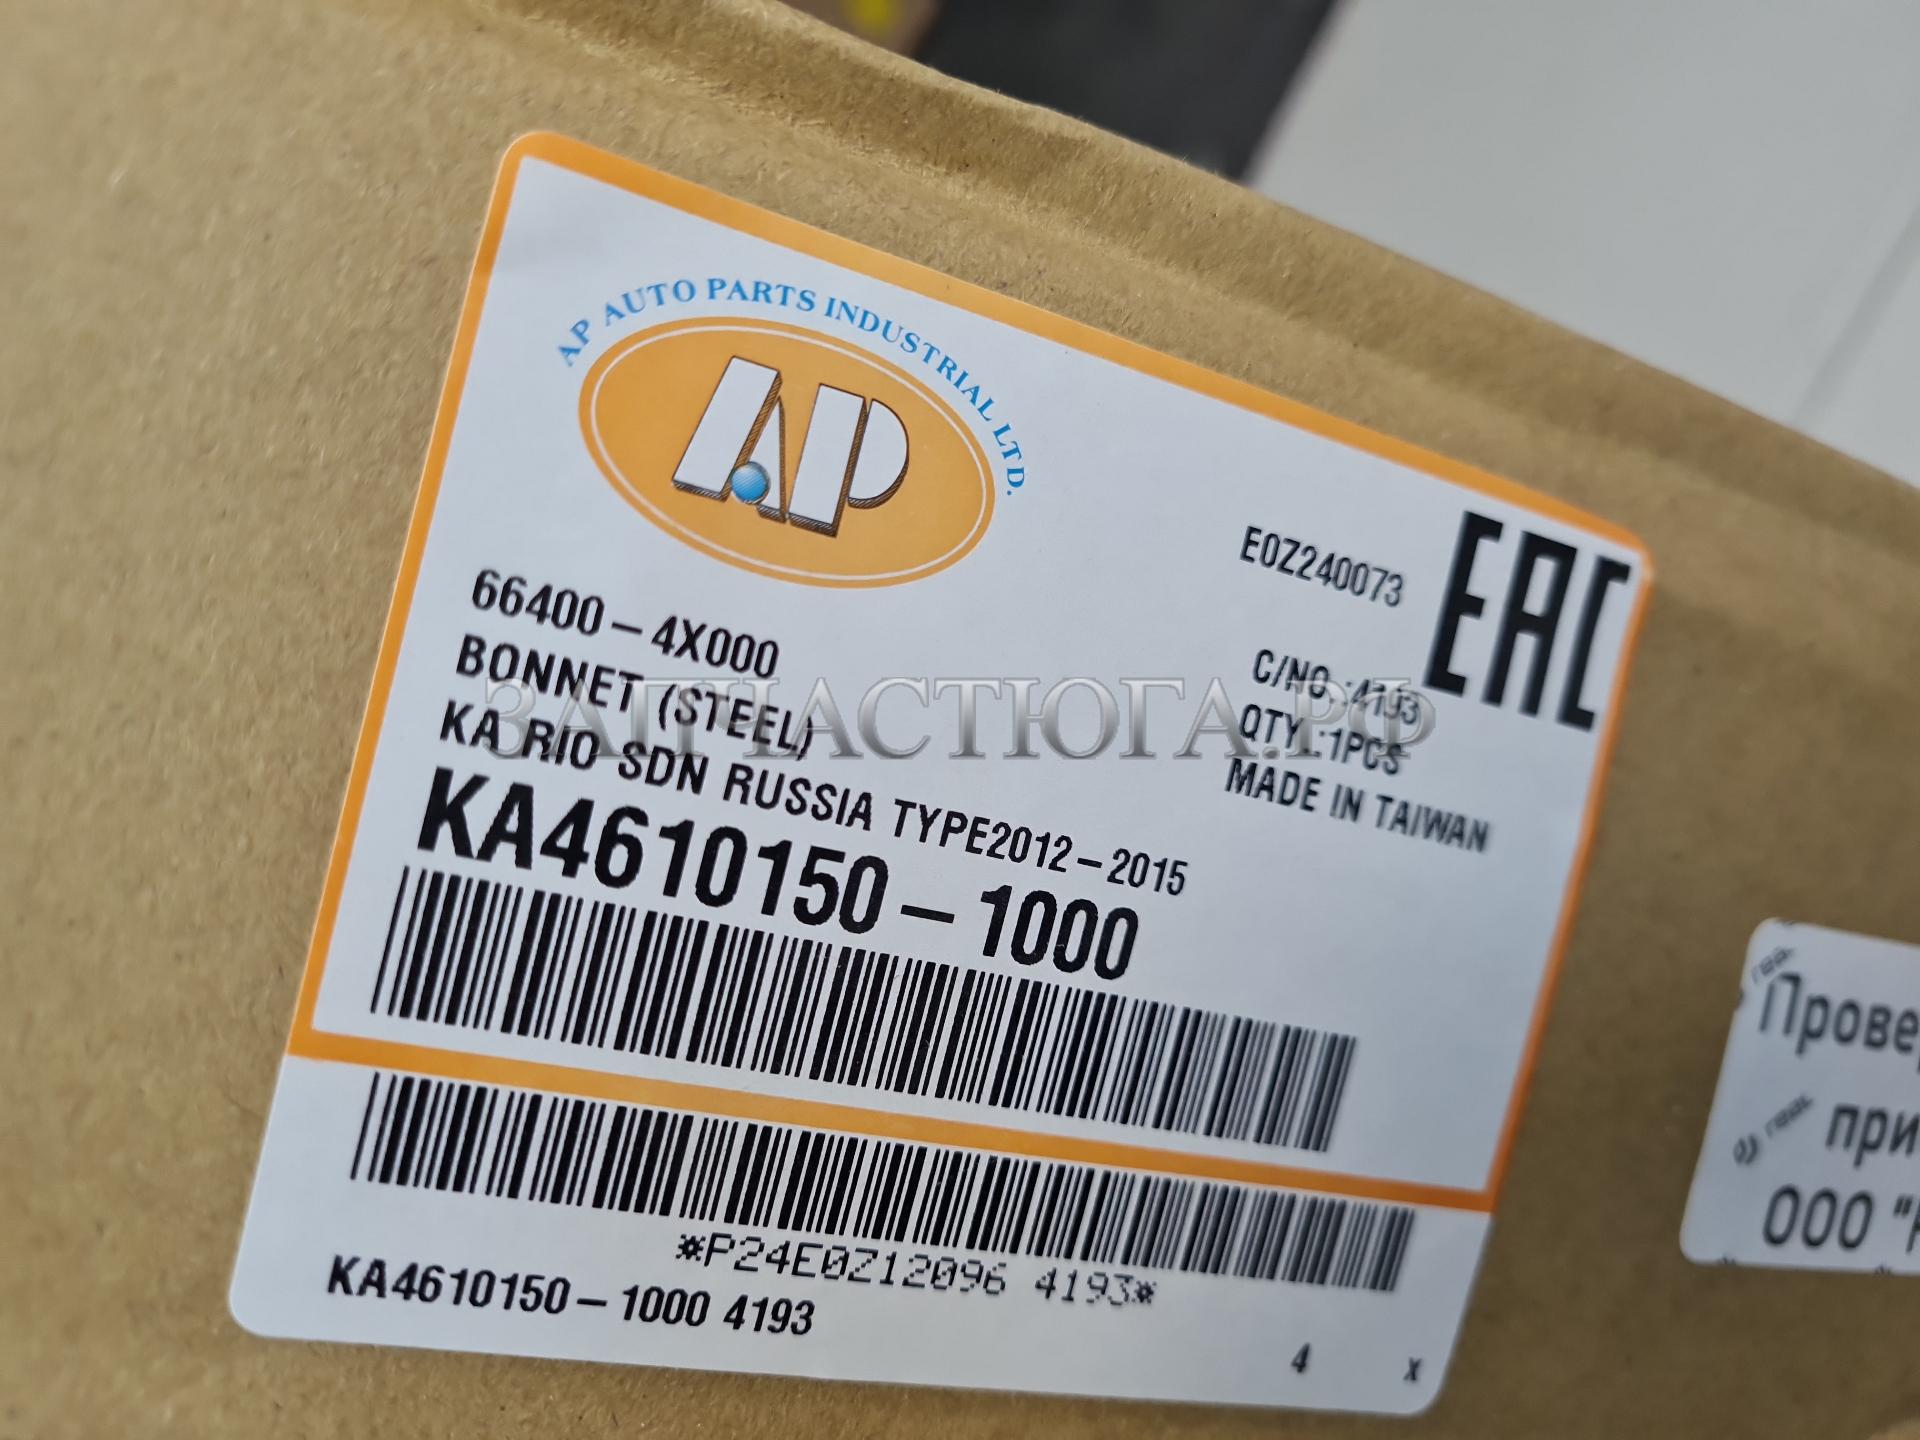 AP AUTO PARTS INDUSTRIAL LTD.
AP
E0Z240073
EAC
66400-4X000
BONNET (STEEL)
KA RIO SDN RUSSIA TYPE2012-2015
C/NO.:4193
QTY.:1PCS
MADE IN TAIWAN
ЗАПЧАСТЮГА.РФ
KA4610150-1000
*P24E0Z12096 4193*
KA4610150-1000 4193
4 x
Прове
при
ООО "